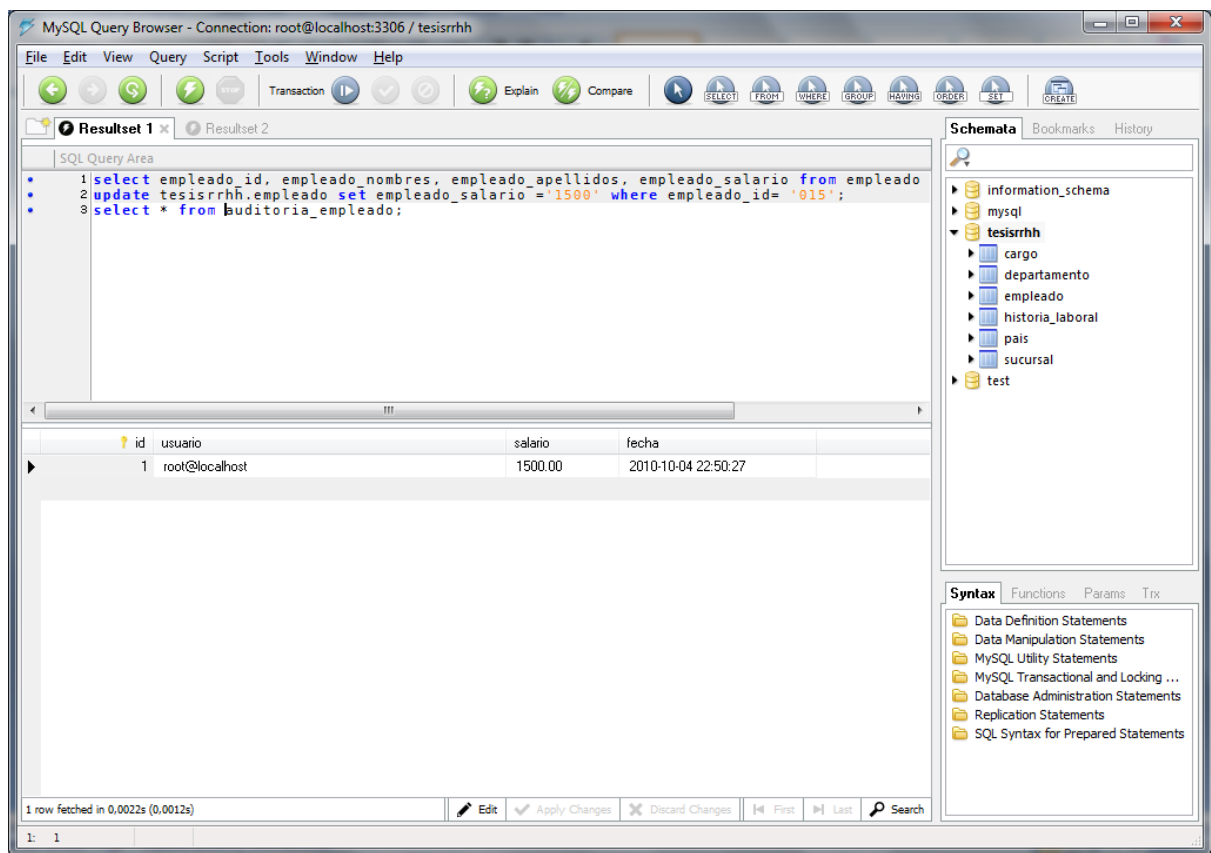 MySQL Query Browser - Connection: root@localhost:3306 / tesisrrhh
File Edit View Query Script Tools Window Help
STOP Transaction Explain Compare SELECT FROM WHERE GROUP HAVING ORDER SET CREATE
Resultset 1 Resultset 2
SQL Query Area
1 select empleado_id, empleado_nombres, empleado_apellidos, empleado_salario from empleado
2 update tesisrrhh.empleado set empleado_salario ='1500' where empleado_id= '015';
3 select * from auditoria_empleado;
id usuario salario fecha
1 root@localhost 1500.00 2010-10-04 22:50:27
1 row fetched in 0,0022s (0,0012s) Edit Apply Changes Discard Changes First Last Search
1: 1
Schemata Bookmarks History
information_schema
mysql
tesisrrhh
cargo
departamento
empleado
historia_laboral
pais
sucursal
test
Syntax Functions Params Trx
Data Definition Statements
Data Manipulation Statements
MySQL Utility Statements
MySQL Transactional and Locking ...
Database Administration Statements
Replication Statements
SQL Syntax for Prepared Statements